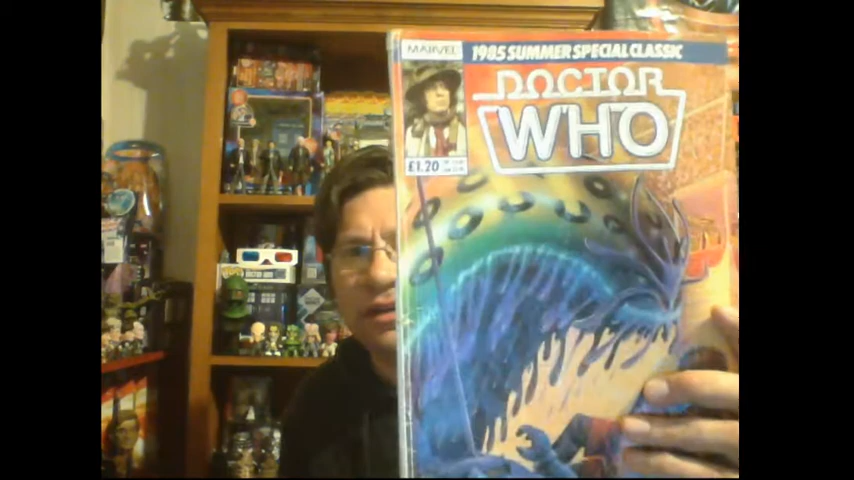 MARVEL
1985 SUMMER SPECIAL CLASSIC
DOCTOR
WHO
£1.20